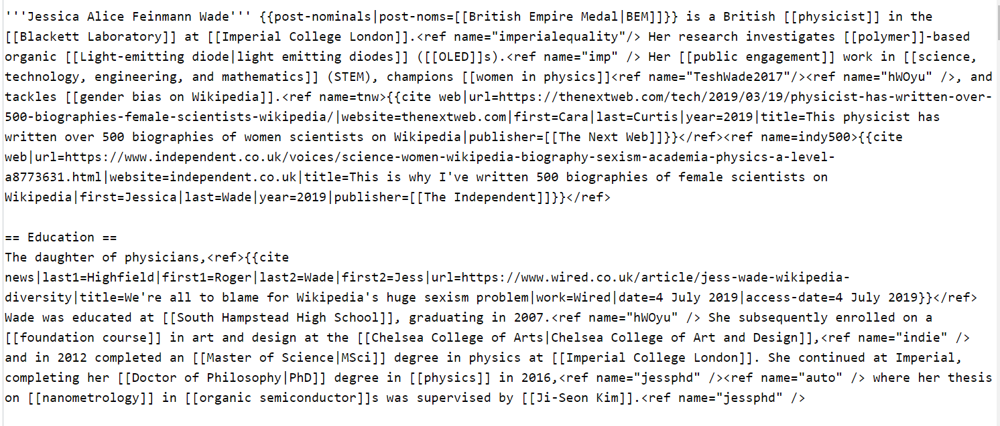 '''Jessica Alice Feinmann Wade''' {{post-nominals|post-noms=[[British Empire Medal|BEM]]}} is a British [[physicist]] in the
[[Blackett Laboratory]] at [[Imperial College London]].<ref name="imperialequality"/> Her research investigates [[polymer]]-based
organic [[Light-emitting diode|light emitting diodes]] ([[OLED]]s).<ref name="imp" /> Her [[public engagement]] work in [[science,
technology, engineering, and mathematics]] (STEM), champions [[women in physics]]<ref name="TeshWade2017"/><ref name="hWOyu" />, and
tackles [[gender bias on Wikipedia]].<ref name=tnw>{{cite web|url=https://thenextweb.com/tech/2019/03/19/physicist-has-written-over-
500-biographies-female-scientists-wikipedia/|website=thenextweb.com|first=Cara|last=Curtis|year=2019|title=This physicist has
written over 500 biographies of women scientists on Wikipedia|publisher=[[The Next Web]]}}</ref><ref name=indy500>{{cite
web|url=https://www.independent.co.uk/voices/science-women-wikipedia-biography-sexism-academia-physics-a-level-
a8773631.html|website=independent.co.uk|title=This is why I've written 500 biographies of female scientists on
Wikipedia|first=Jessica|last=Wade|year=2019|publisher=[[The Independent]]}}</ref>

== Education ==
The daughter of physicians,<ref>{{cite
news|last1=Highfield|first1=Roger|last2=Wade|first2=Jess|url=https://www.wired.co.uk/article/jess-wade-wikipedia-
diversity|title=We're all to blame for Wikipedia's huge sexism problem|work=Wired|date=4 July 2019|access-date=4 July 2019}}</ref>
Wade was educated at [[South Hampstead High School]], graduating in 2007.<ref name="hWOyu" /> She subsequently enrolled on a
[[foundation course]] in art and design at the [[Chelsea College of Arts|Chelsea College of Art and Design]],<ref name="indie" />
and in 2012 completed an [[Master of Science|MSci]] degree in physics at [[Imperial College London]]. She continued at Imperial,
completing her [[Doctor of Philosophy|PhD]] degree in [[physics]] in 2016,<ref name="jessphd" /><ref name="auto" /> where her thesis
on [[nanometrology]] in [[organic semiconductor]]s was supervised by [[Ji-Seon Kim]].<ref name="jessphd" />